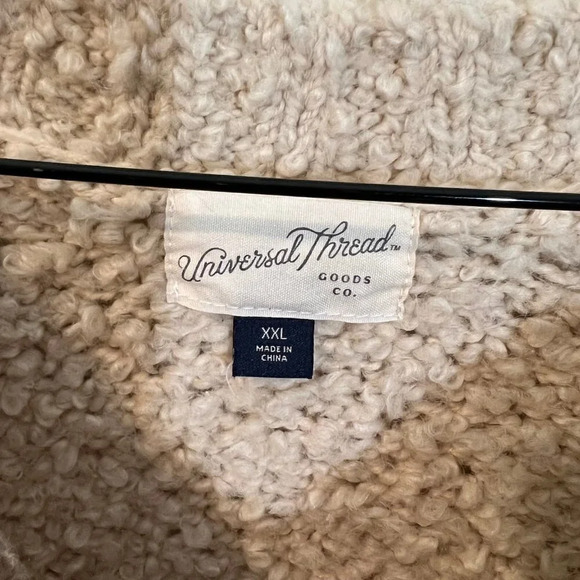 Universal Thread™
GOODS
CO.
XXL
MADE IN
CHINA